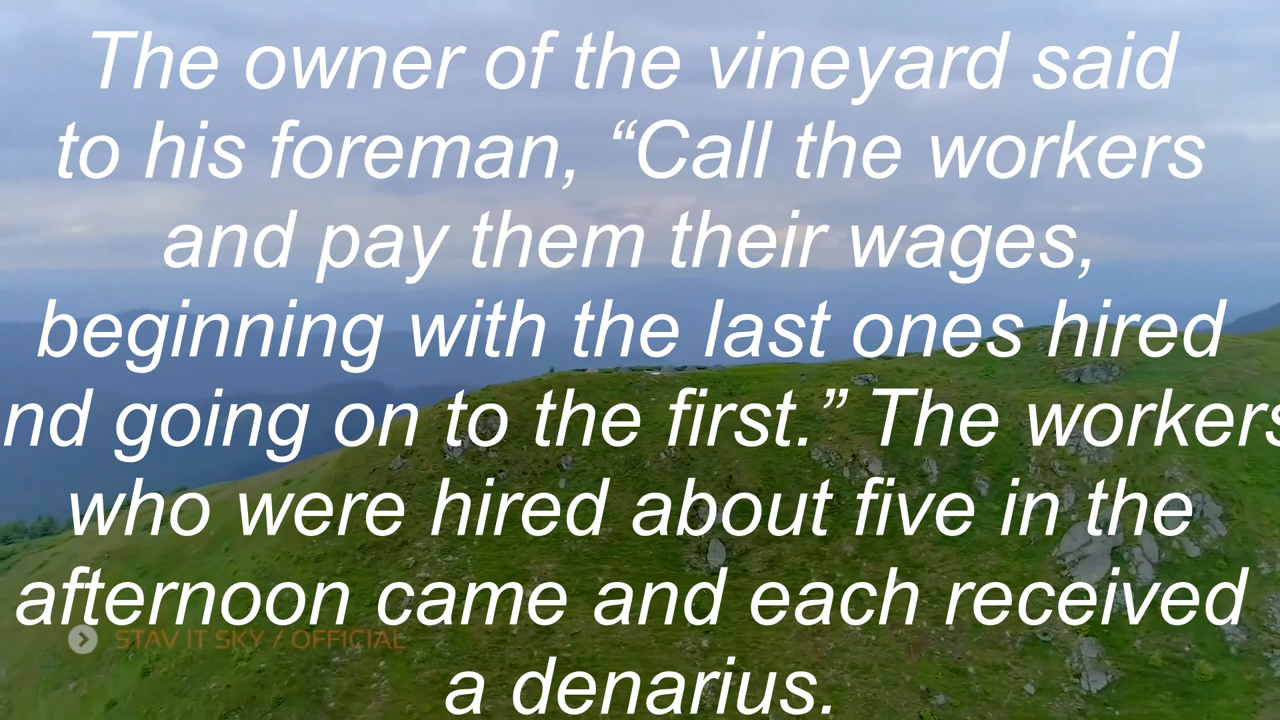 The owner of the vineyard said
to his foreman, “Call the workers
and pay them their wages,
beginning with the last ones hired
nd going on to the first.” The workers
who were hired about five in the
afternoon came and each received
STAV IT SKY / OFFICIAL
a denarius.